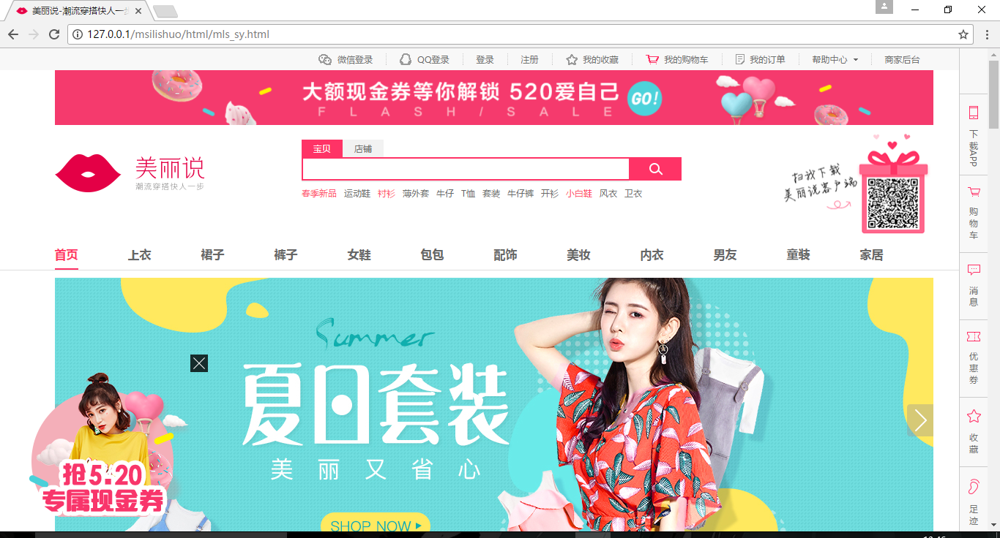 美丽说-潮流穿搭快人一步
127.0.0.1/msilishuo/html/mls_sy.html
微信登录 QQ登录 登录 注册 我的收藏 我的购物车 我的订单 帮助中心 商家后台
大额现金券等你解锁 520爱自己 GO!
FLASH/SALE
宝贝 店铺
美丽说
潮流穿搭快人一步
春季新品 运动鞋 衬衫 薄外套 牛仔 T恤 套装 牛仔裤 开衫 小白鞋 风衣 卫衣
扫我下载
美丽说客户端
首页 上衣 裙子 裤子 女鞋 包包 配饰 美妆 内衣 男友 童装 家居
Summer
夏日套装
美丽又省心
SHOP NOW
抢5.20
专属现金券
下载APP
购物车
消息
优惠券
收藏
足迹